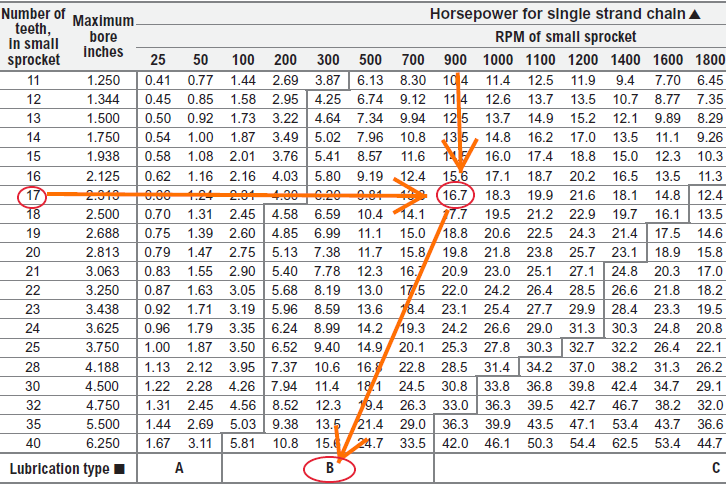 Number of teeth, in small sprocket Maximum bore inches Horsepower for single strand chain ▲
RPM of small sprocket
25 50 100 200 300 500 700 900 1000 1100 1200 1400 1600 1800
11 1.250 0.41 0.77 1.44 2.69 3.87 6.13 8.30 10.4 11.4 12.5 11.9 9.4 7.70 6.45
12 1.344 0.45 0.85 1.58 2.95 4.25 6.74 9.12 11.4 12.6 13.7 13.5 10.7 8.77 7.35
13 1.500 0.50 0.92 1.73 3.22 4.64 7.34 9.94 12.5 13.7 14.9 15.2 12.1 9.89 8.29
14 1.750 0.54 1.00 1.87 3.49 5.02 7.96 10.8 13.5 14.8 16.2 17.0 13.5 11.1 9.26
15 1.938 0.58 1.08 2.01 3.76 5.41 8.57 11.6 16.0 17.4 18.8 15.0 12.3 10.3
16 2.125 0.62 1.16 2.16 4.03 5.80 9.19 12.4 15.6 17.1 18.7 20.2 16.5 13.5 11.3
17 16.7 18.3 19.9 21.6 18.1 14.8 12.4
18 2.500 0.70 1.31 2.45 4.58 6.59 10.4 14.1 17.7 19.5 21.2 22.9 19.7 16.1 13.5
19 2.688 0.75 1.39 2.60 4.85 6.99 11.1 15.0 18.8 20.6 22.5 24.3 21.4 17.5 14.6
20 2.813 0.79 1.47 2.75 5.13 7.38 11.7 15.8 19.8 21.8 23.8 25.7 23.1 18.9 15.8
21 3.063 0.83 1.55 2.90 5.40 7.78 12.3 20.9 23.0 25.1 27.1 24.8 20.3 17.0
22 3.250 0.87 1.63 3.05 5.68 8.19 13.0 17.5 22.0 24.2 26.4 28.5 26.6 21.8 18.2
23 3.438 0.92 1.71 3.19 5.96 8.59 13.6 18.4 23.1 25.4 27.7 29.9 28.4 23.3 19.5
24 3.625 0.96 1.79 3.35 6.24 8.99 14.2 19.3 24.2 26.6 29.0 31.3 30.3 24.8 20.8
25 3.750 1.00 1.87 3.50 6.52 9.40 14.9 20.1 25.3 27.8 30.3 32.7 32.2 26.4 22.1
28 4.188 1.13 2.12 3.95 7.37 10.6 16.8 22.8 28.5 31.4 34.2 37.0 38.2 31.3 26.2
30 4.500 1.22 2.28 4.26 7.94 11.4 18.1 24.5 30.8 33.8 36.8 39.8 42.4 34.7 29.1
32 4.750 1.31 2.45 4.56 8.52 12.3 19.4 26.3 33.0 36.3 39.5 42.7 46.7 38.2 32.0
35 5.500 1.44 2.69 5.03 9.38 13.5 21.4 29.0 36.3 39.9 43.5 47.1 53.4 43.7 36.6
40 6.250 1.67 3.11 5.81 10.8 24.7 33.5 42.0 46.1 50.3 54.4 62.5 53.4 44.7
Lubrication type ■ A B C